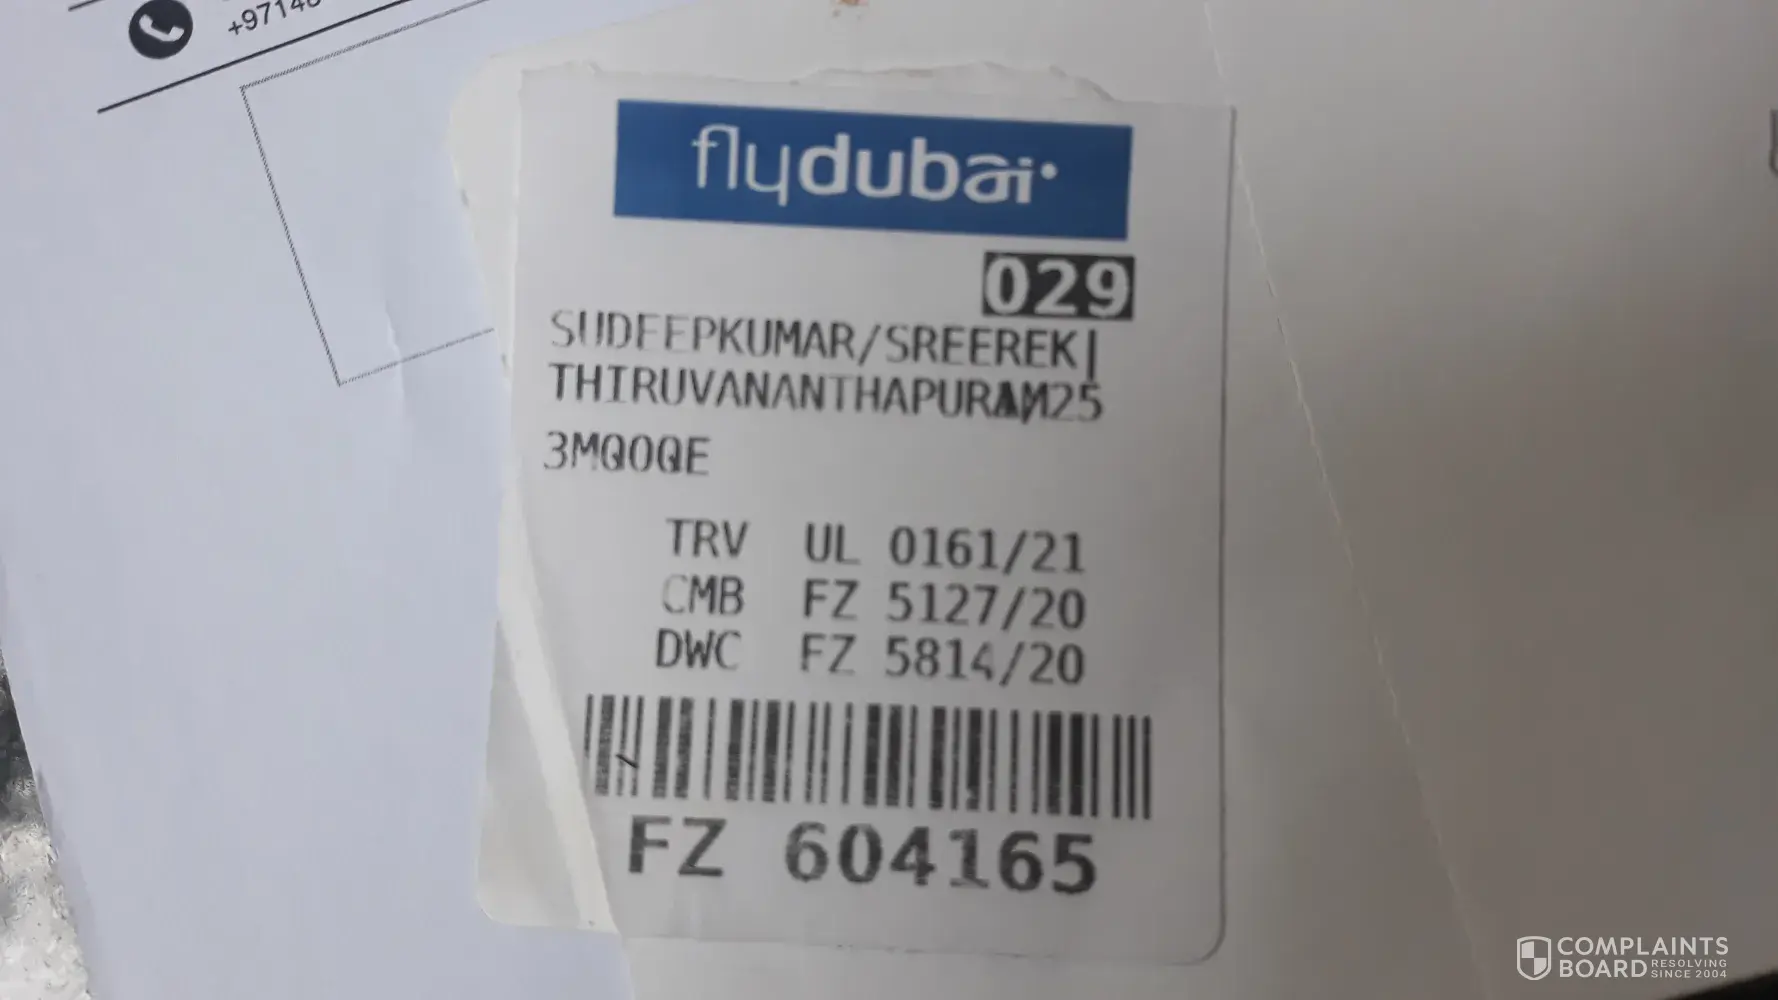 +97148
flydubai
029
SUDEEPKUMAR/SREEREK|
THIRUVANANTHAPURAM25
3MQOQE
TRV UL 0161/21
CMB FZ 5127/20
DWC FZ 5814/20
FZ 604165
COMPLAINTS
BOARD RESOLVING
SINCE 2004